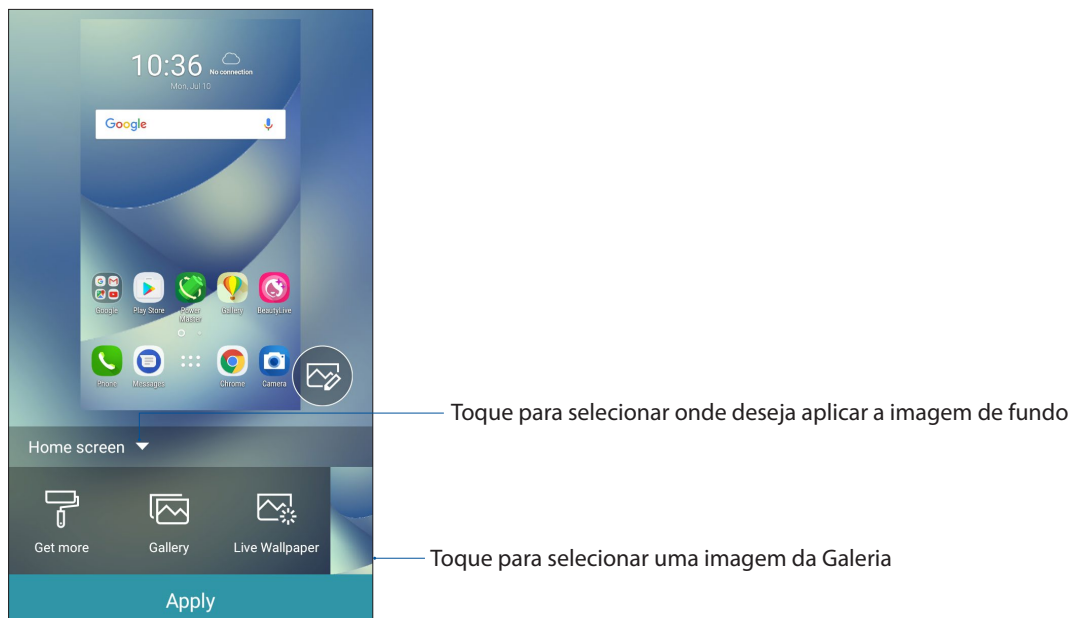 10:36 No connection
Mon, Jul 10
Google
Google Play Store Power Gallery BeautyLive
Master
Phone Messages Chrome Camera
Toque para selecionar onde deseja aplicar a imagem de fundo
Home screen
Get more Gallery Live Wallpaper
Toque para selecionar uma imagem da Galeria
Apply